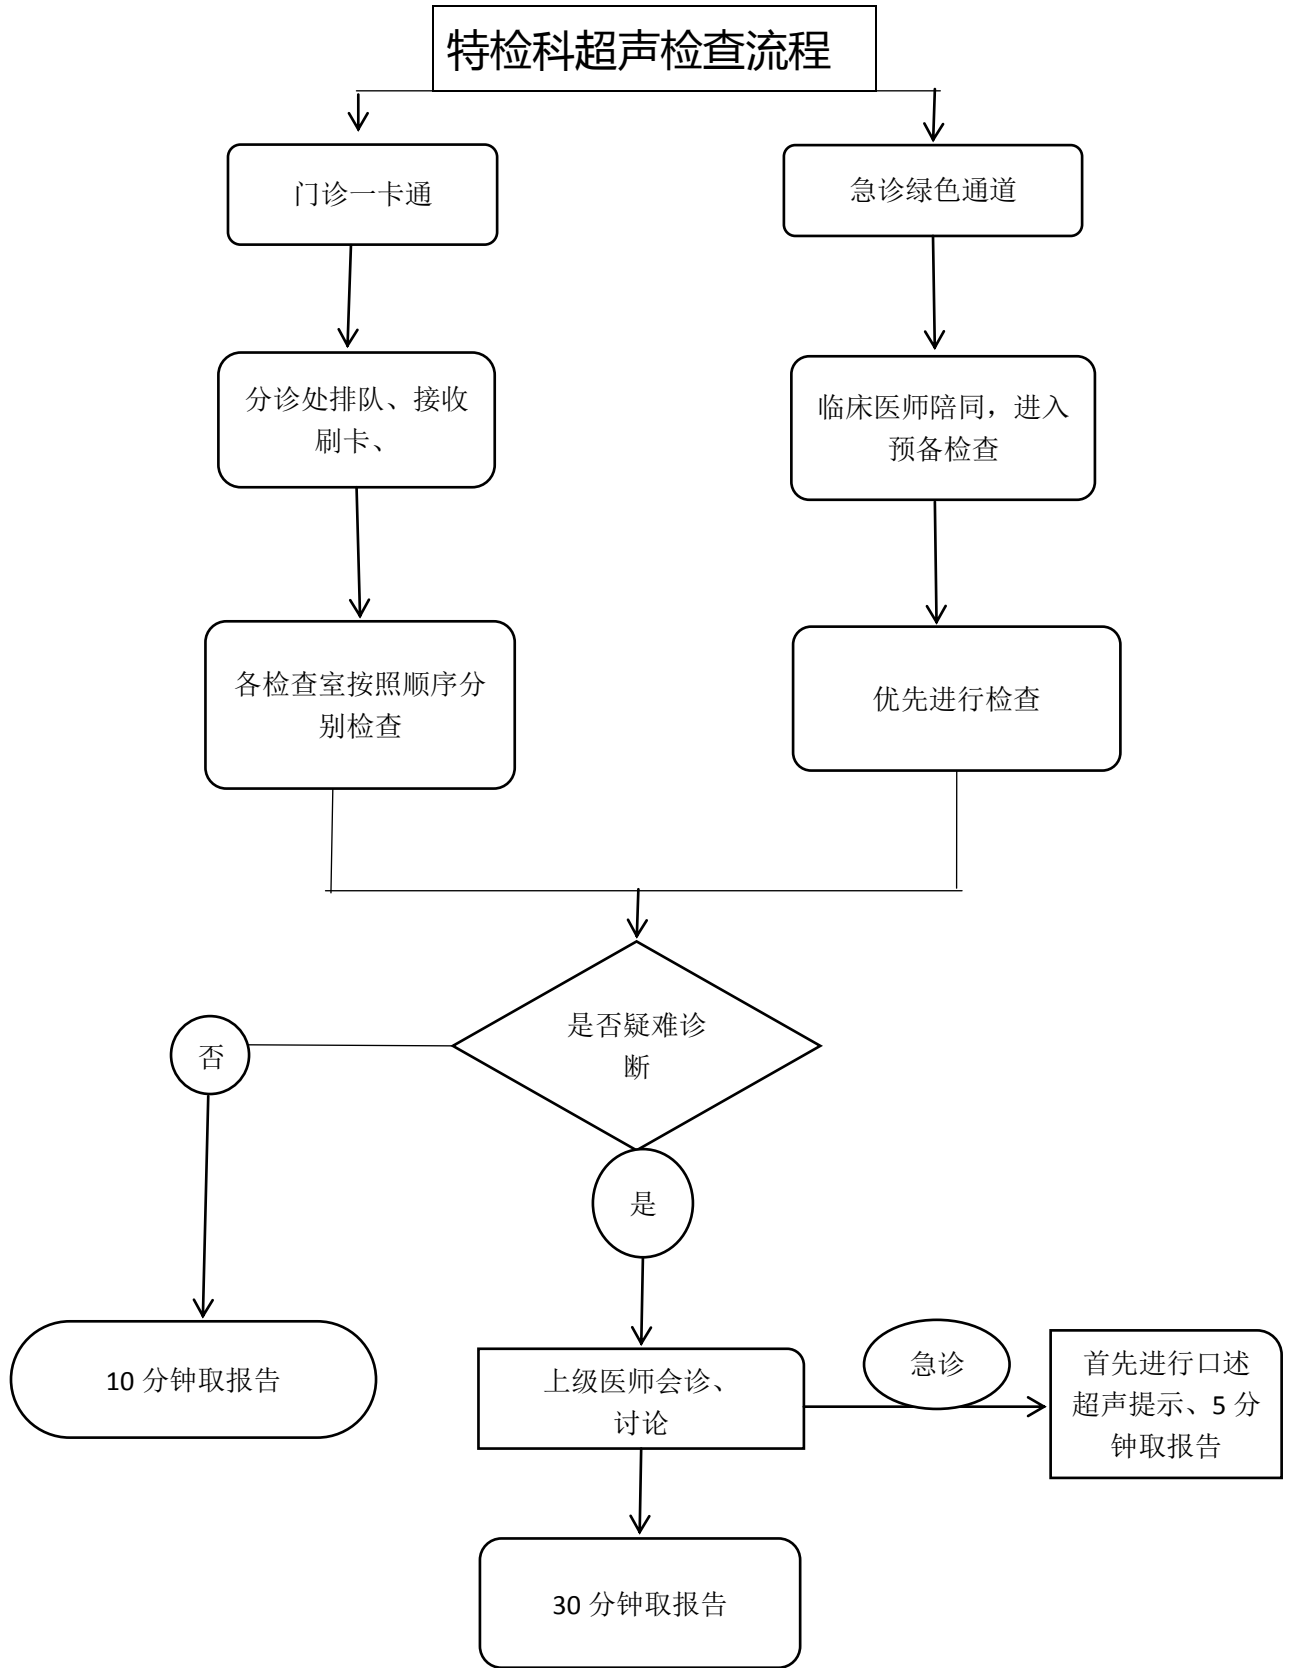 特检科超声检查流程
门诊一卡通
急诊绿色通道
分诊处排队、接收
刷卡、
临床医师陪同，进入
预备检查
各检查室按照顺序分
别检查
优先进行检查
是否疑难诊
断
否
是
10 分钟取报告
上级医师会诊、
讨论
急诊
首先进行口述
超声提示、5 分
钟取报告
30 分钟取报告